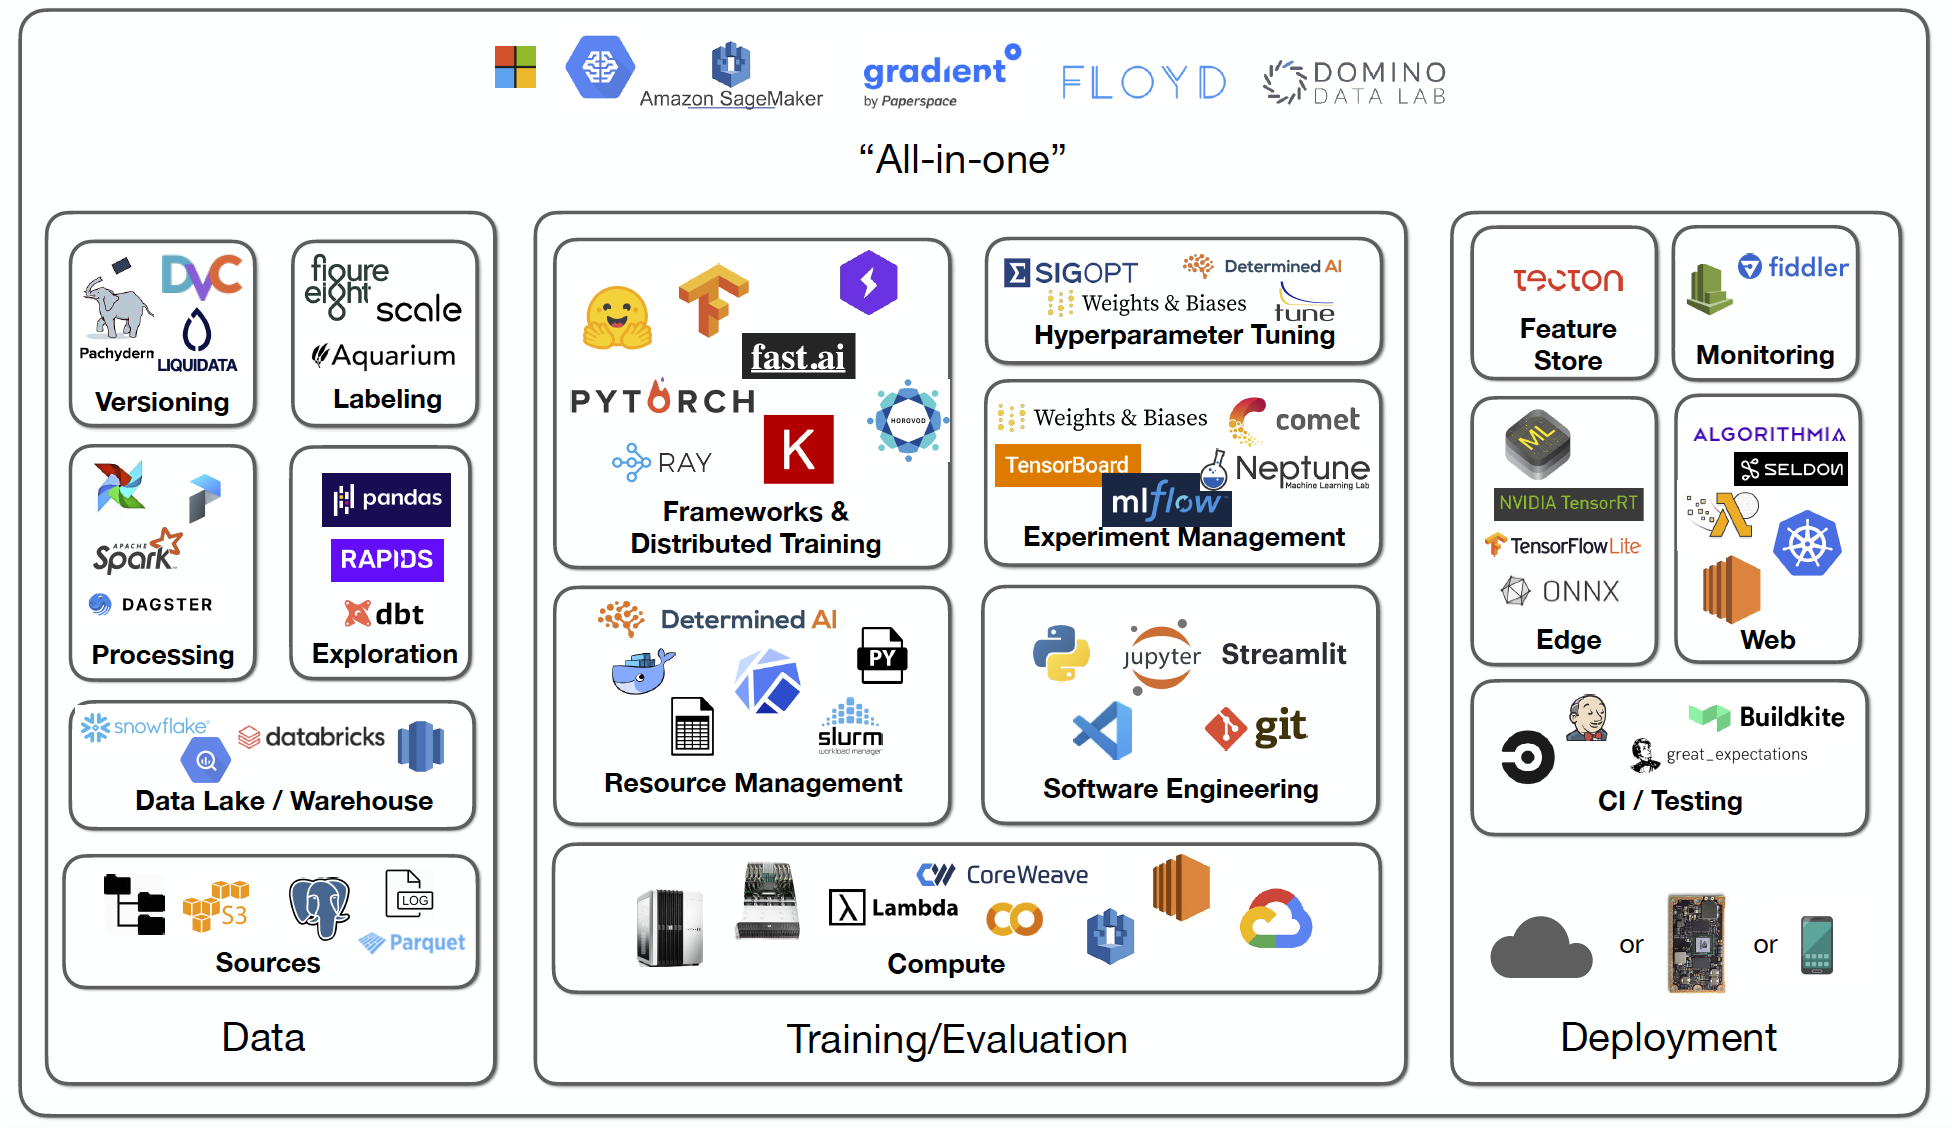 Amazon SageMaker
gradient
by Paperspace
FLOYD
DOMINO
DATA LAB
“All-in-one”
DVC
Pachyderm
LIQUIDATA
Versioning
figure
eight
scale
Aquarium
Labeling
APACHE
Spark
DAGSTER
Processing
pandas
RAPIDS
dbt
Exploration
snowflake
databricks
Data Lake / Warehouse
S3
LOG
Parquet
Sources
Data
fast.ai
PYTORCH
HOROVOD
RAY
K
Frameworks &
Distributed Training
SIGOPT
Determined AI
Weights & Biases
tune
Hyperparameter Tuning
Weights & Biases
comet
TensorBoard
Neptune
Machine Learning Lab
mlflow
Experiment Management
Determined AI
PY
slurm
workload manager
Resource Management
jupyter
Streamlit
git
Software Engineering
CoreWeave
Lambda
Compute
Training/Evaluation
TECTON
Feature
Store
fiddler
Monitoring
ML
NVIDIA TensorRT
TensorFlowLite
ONNX
Edge
ALGORITHMIA
SELDON
Web
Buildkite
great_expectations
CI / Testing
or
or
Deployment